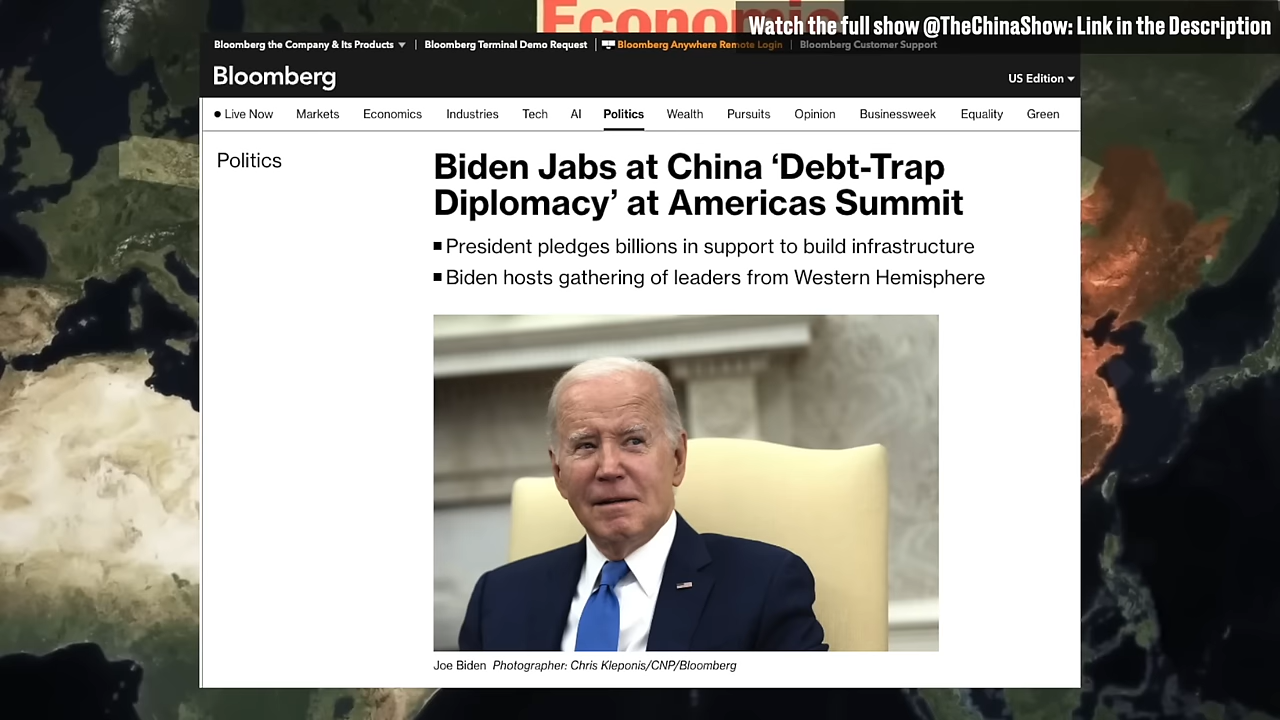 Economic
Watch the full show @TheChinaShow: Link in the Description
Bloomberg the Company & Its Products
Bloomberg Terminal Demo Request
Bloomberg Anywhere Remote Login
Bloomberg Customer Support
Bloomberg
US Edition
Live Now
Markets
Economics
Industries
Tech
AI
Politics
Wealth
Pursuits
Opinion
Businessweek
Equality
Green
Politics
Biden Jabs at China ‘Debt-Trap
Diplomacy’ at Americas Summit
President pledges billions in support to build infrastructure
Biden hosts gathering of leaders from Western Hemisphere
Joe Biden Photographer: Chris Kleponis/CNP/Bloomberg